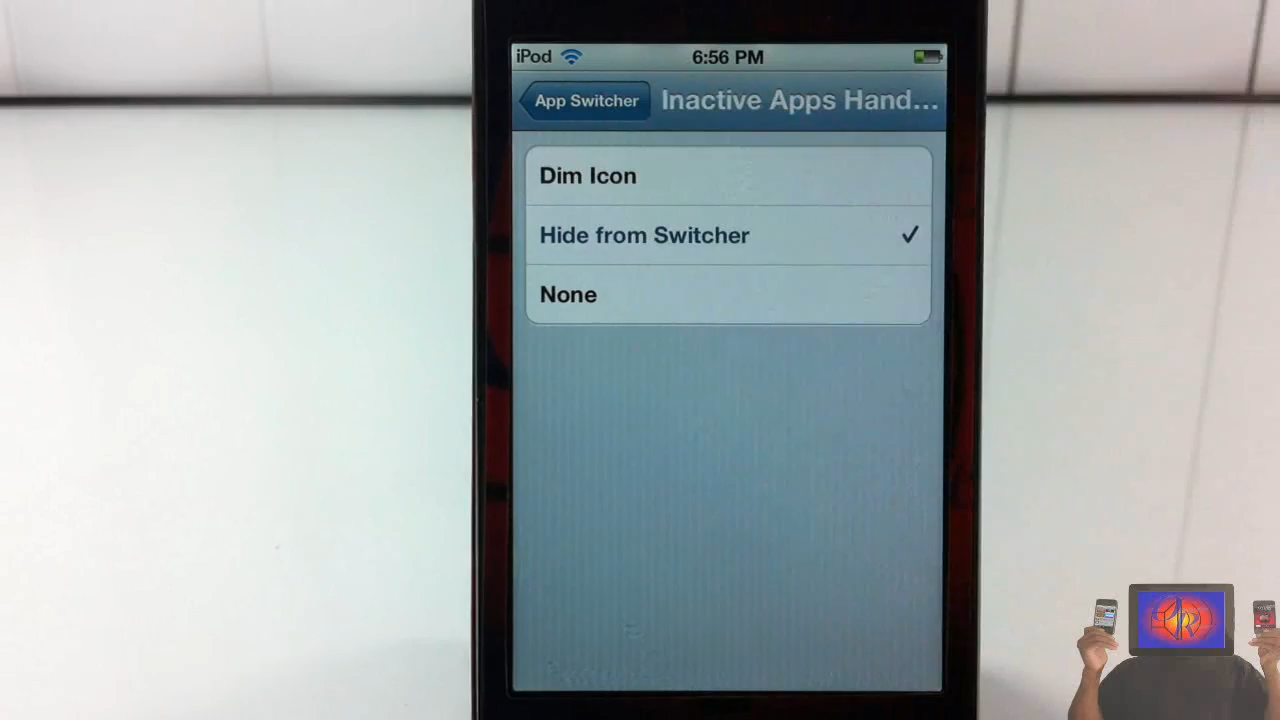 iPod 6:56 PM
App Switcher Inactive Apps Hand...
Dim Icon
Hide from Switcher ✓
None